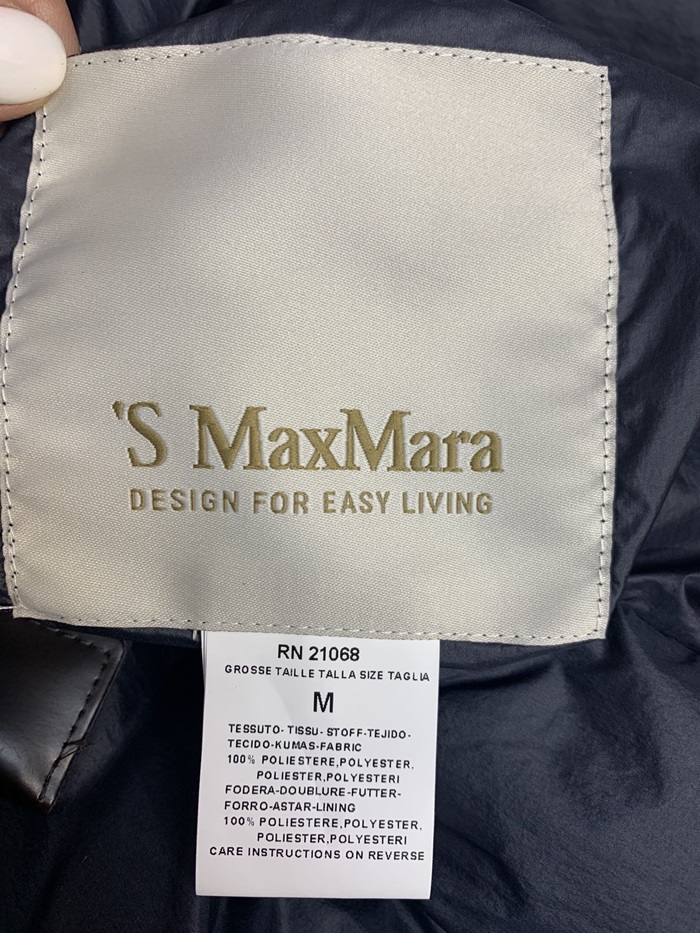 'S MaxMara
DESIGN FOR EASY LIVING
RN 21068
GROSSE TAILLE TALLA SIZE TAGLIA
M
TESSUTO-TISSU-STOFF-TEJIDO-
TECIDO-KUMAS-FABRIC
100% POLIESTERE,POLYESTER,
POLIESTER,POLYESTERI
FODERA-DOUBLURE-FUTTER-
FORRO-ASTAR-LINING
100% POLIESTERE,POLYESTER,
POLIESTER,POLYESTERI
CARE INSTRUCTIONS ON REVERSE